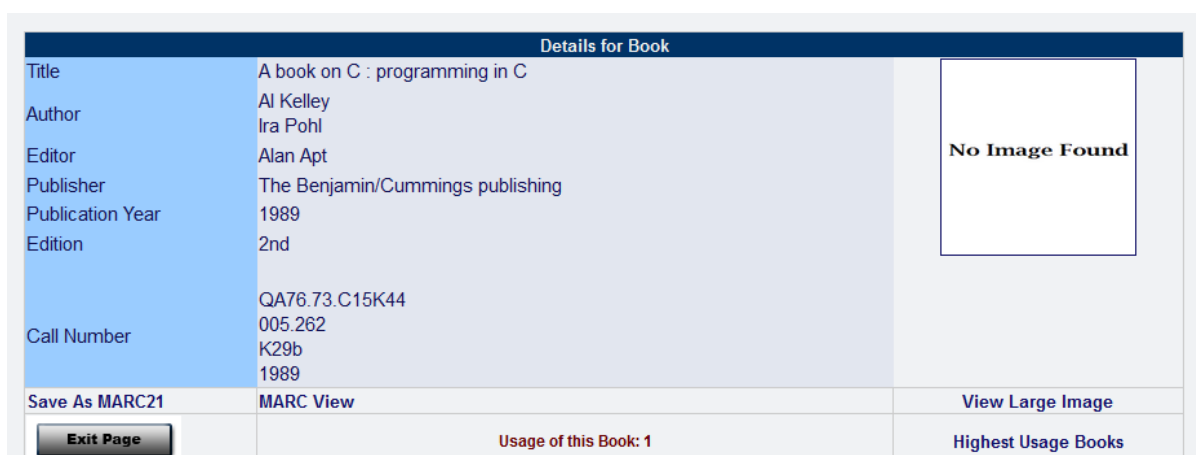 Details for Book
Title A book on C : programming in C
Author Al Kelley
Ira Pohl
Editor Alan Apt
Publisher The Benjamin/Cummings publishing
Publication Year 1989
Edition 2nd
No Image Found
Call Number QA76.73.C15K44
005.262
K29b
1989
Save As MARC21 MARC View View Large Image
Exit Page Usage of this Book: 1 Highest Usage Books